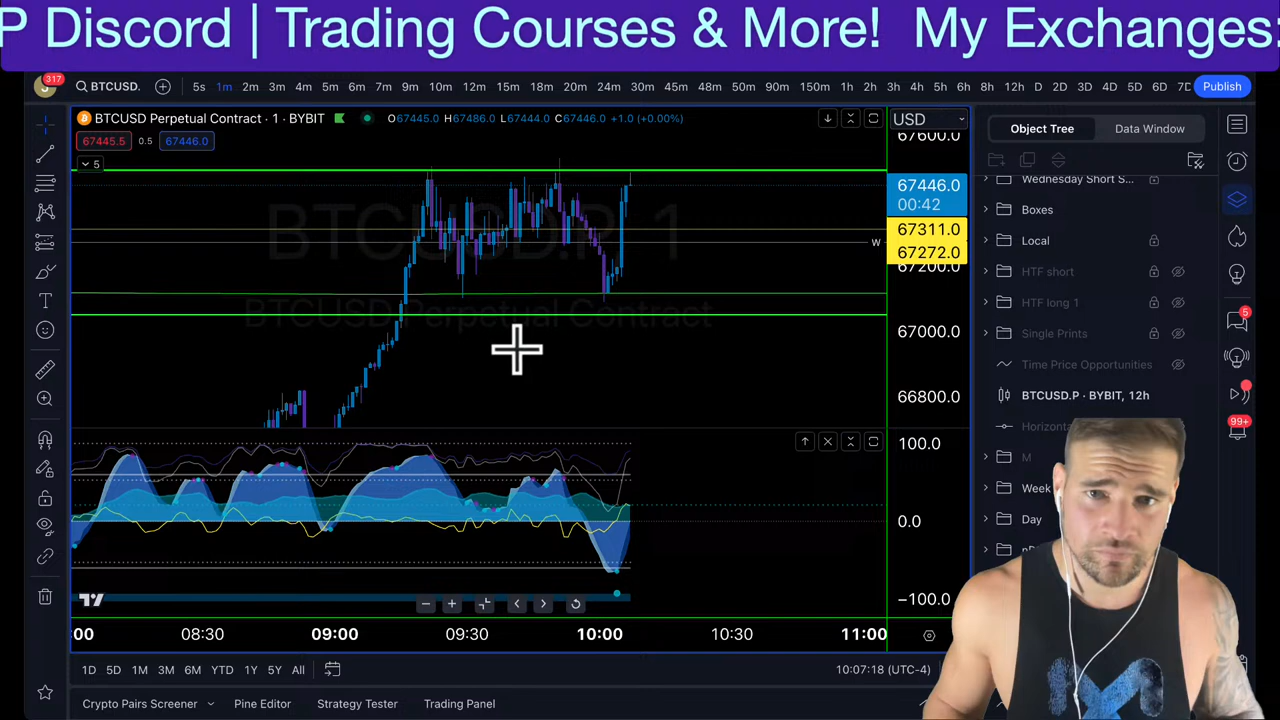 P Discord | Trading Courses & More! My Exchanges:
317
S
BTCUSD.
5s 1m 2m 3m 4m 5m 6m 7m 9m 10m 12m 15m 18m 20m 24m 30m 45m 48m 50m 90m 150m 1h 2h 3h 4h 5h 6h 8h 12h D 2D 3D 4D 5D 6D 7D
Publish
BTCUSD Perpetual Contract · 1 · BYBIT
O67445.0 H67486.0 L67444.0 C67446.0 +1.0 (+0.00%)
67445.5 0.5 67446.0
5
USD
67600.0
67446.0
00:42
67311.0
W
67272.0
67200.0
67000.0
66800.0
BTCUSD.P, 1
BTCUSD Perpetual Contract
100.0
0.0
−100.0
:00 08:30 09:00 09:30 10:00 10:30 11:00
1D 5D 1M 3M 6M YTD 1Y 5Y All
10:07:18 (UTC-4)
Crypto Pairs Screener Pine Editor Strategy Tester Trading Panel
Object Tree Data Window
Wednesday Short S...
Boxes
Local
HTF short
HTF long 1
Single Prints
Time Price Opportunities
BTCUSD.P · BYBIT, 12h
M
Week
Day
5
99+